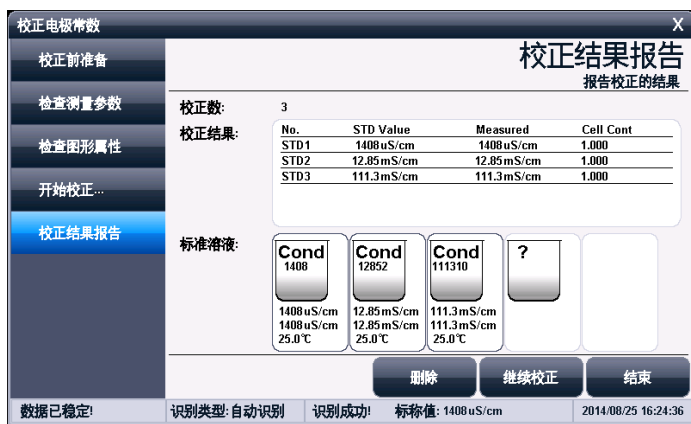 校正电极常数 X
校正前准备
检查测量参数
检查图形属性
开始校正...
校正结果报告
校正结果报告
报告校正的结果
校正数: 3
校正结果:
No. STD Value Measured Cell Cont
STD1 1408uS/cm 1408uS/cm 1.000
STD2 12.85mS/cm 12.85mS/cm 1.000
STD3 111.3mS/cm 111.3mS/cm 1.000
标准溶液:
Cond Cond Cond ?
1408 12852 111310
1408uS/cm 12.85mS/cm 111.3mS/cm
1408uS/cm 12.85mS/cm 111.3mS/cm
25.0℃ 25.0℃ 25.0℃
删除 继续校正 结束
数据已稳定! 识别类型:自动识别 识别成功! 标称值: 1408uS/cm 2014/08/25 16:24:36